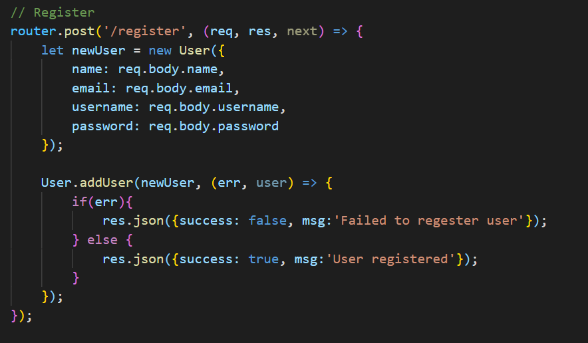 // Register
router.post('/register', (req, res, next) => {
    let newUser = new User({
        name: req.body.name,
        email: req.body.email,
        username: req.body.username,
        password: req.body.password
    });

    User.addUser(newUser, (err, user) => {
        if(err){
            res.json({success: false, msg:'Failed to regester user'});
        } else {
            res.json({success: true, msg:'User registered'});
        }
    });
});